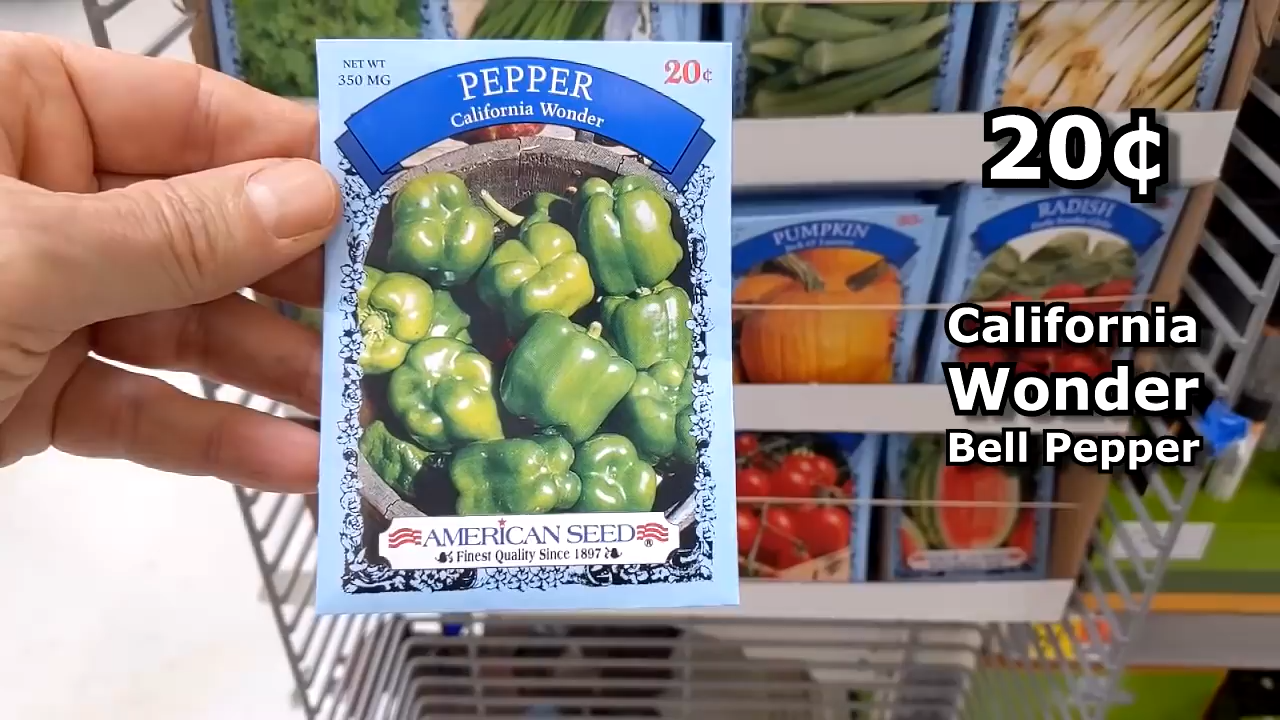 NET WT
350 MG
PEPPER
20¢
California Wonder
AMERICAN SEED®
Finest Quality Since 1897
20¢
California
Wonder
Bell Pepper
PUMPKIN
RADISH